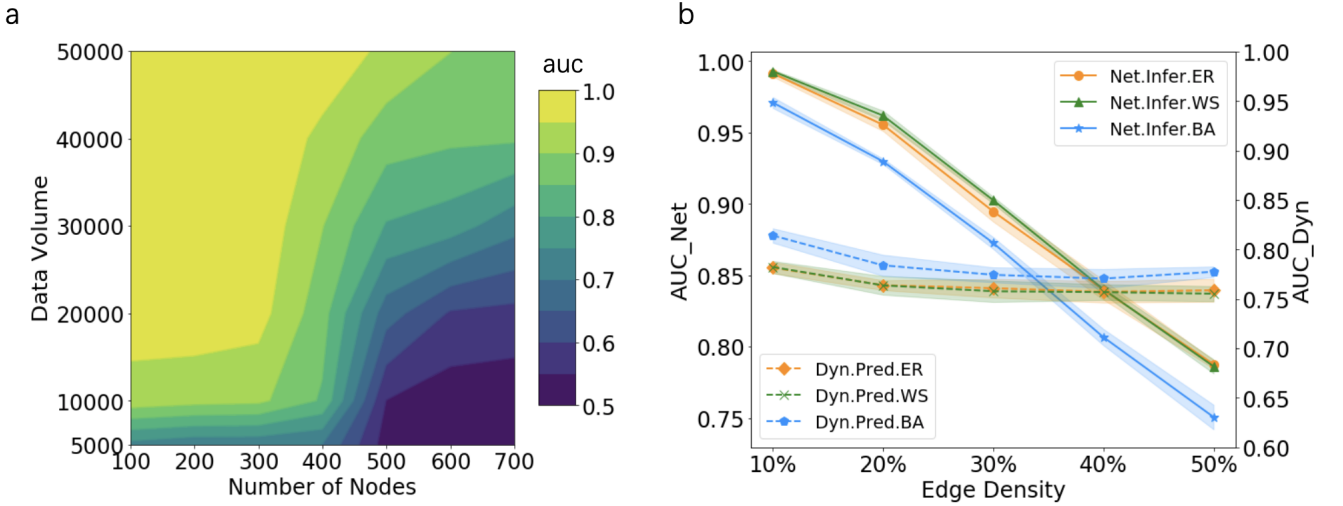 a
50000
40000
30000
20000
10000
5000
Data Volume
100 200 300 400 500 600 700
Number of Nodes
auc
1.0
0.9
0.8
0.7
0.6
0.5
b
1.00
0.95
0.90
0.85
0.80
0.75
AUC_Net
Net.Infer.ER
Net.Infer.WS
Net.Infer.BA
Dyn.Pred.ER
Dyn.Pred.WS
Dyn.Pred.BA
10% 20% 30% 40% 50%
Edge Density
1.00
0.95
0.90
0.85
0.80
0.75
0.70
0.65
0.60
AUC_Dyn